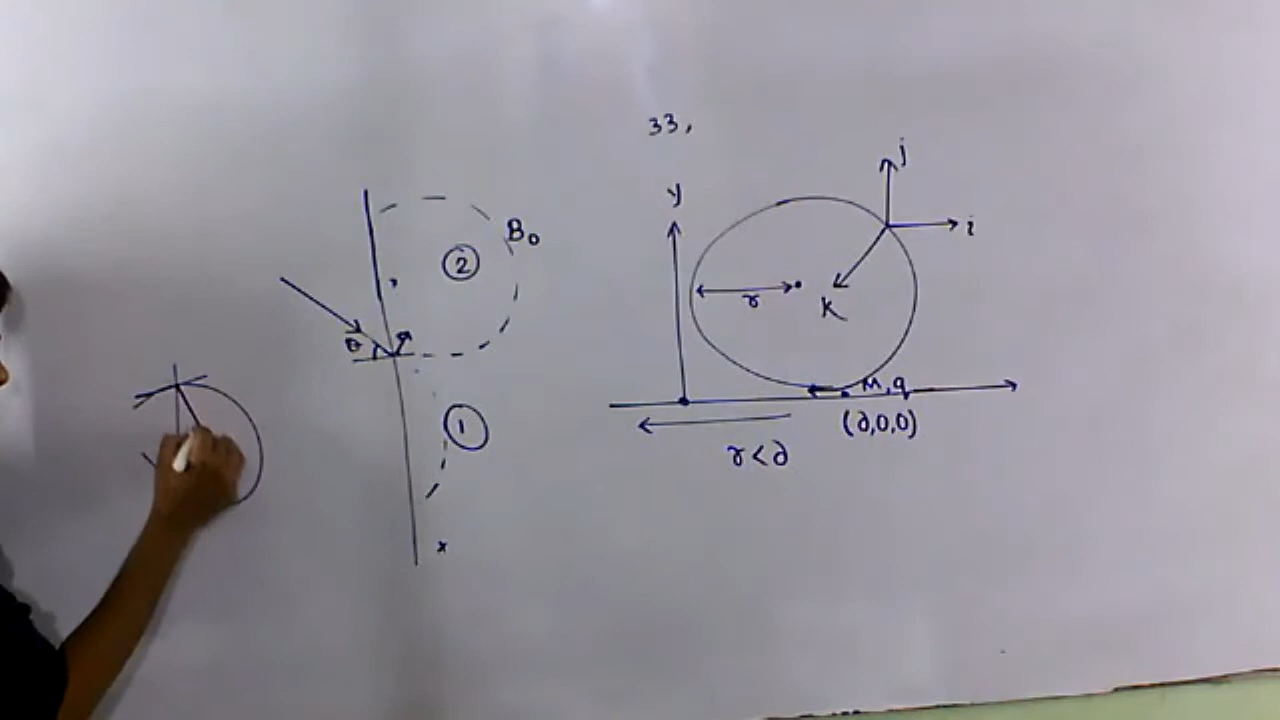 33,
j
y
i
B₀
②
r
K
θ
M,q
①
(∂,0,0)
r<∂
x